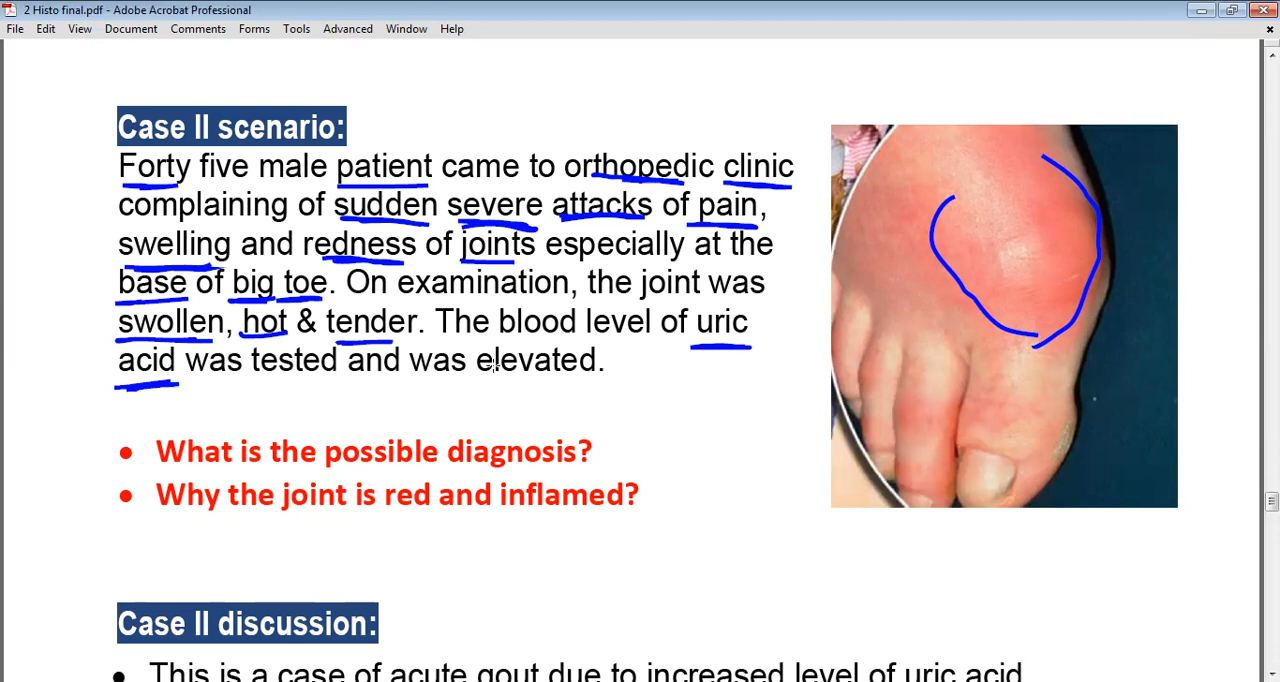 2 Histo final.pdf - Adobe Acrobat Professional
File Edit View Document Comments Forms Tools Advanced Window Help
Case II scenario:
Forty five male patient came to orthopedic clinic
complaining of sudden severe attacks of pain,
swelling and redness of joints especially at the
base of big toe. On examination, the joint was
swollen, hot & tender. The blood level of uric
acid was tested and was elevated.
• What is the possible diagnosis?
• Why the joint is red and inflamed?
Case II discussion:
• This is a case of acute gout due to increased level of uric acid